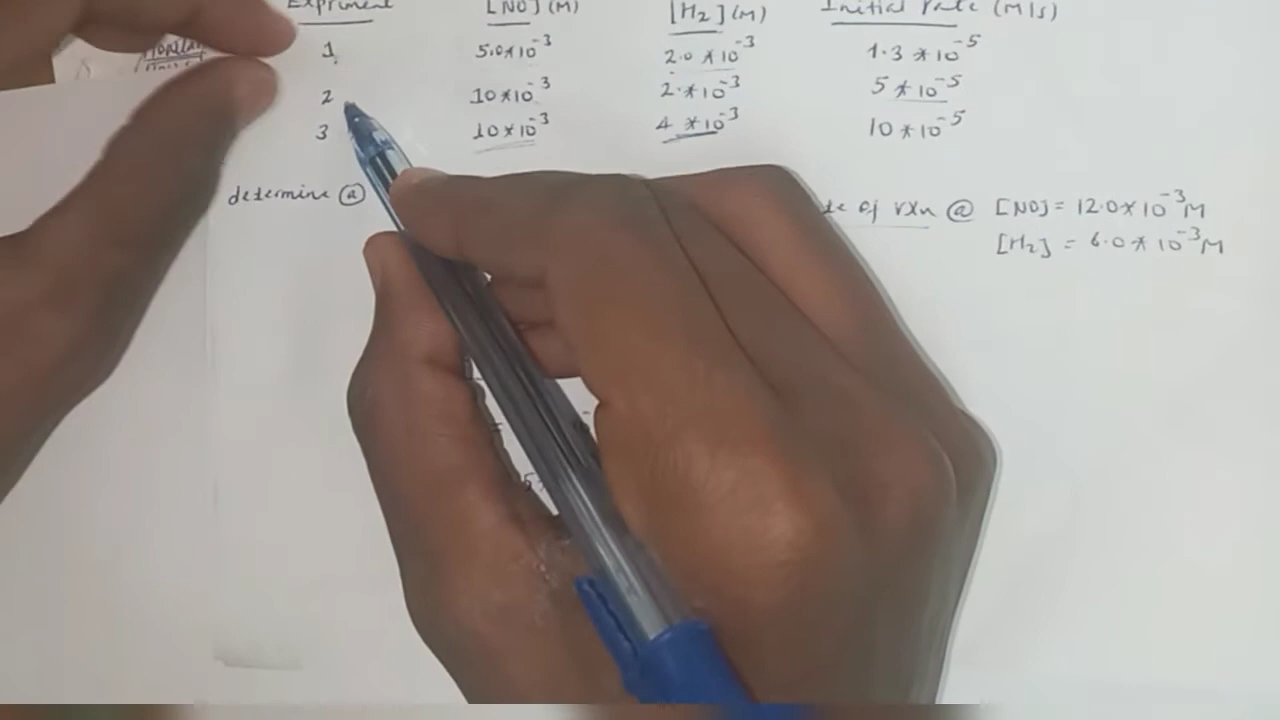 Expriment [NO] (M) [H2] (M) Initial rate (M/s)
1 5.0*10^-3 2.0 *10^-3 1.3 *10^-5
2 10*10^-3 2.*10^-3 5 *10^-5
3 10*10^-3 4 *10^-3 10 *10^-5
determine ⓐ of rxn @ [NO] = 12.0*10^-3 M
[H2] = 6.0 *10^-3 M